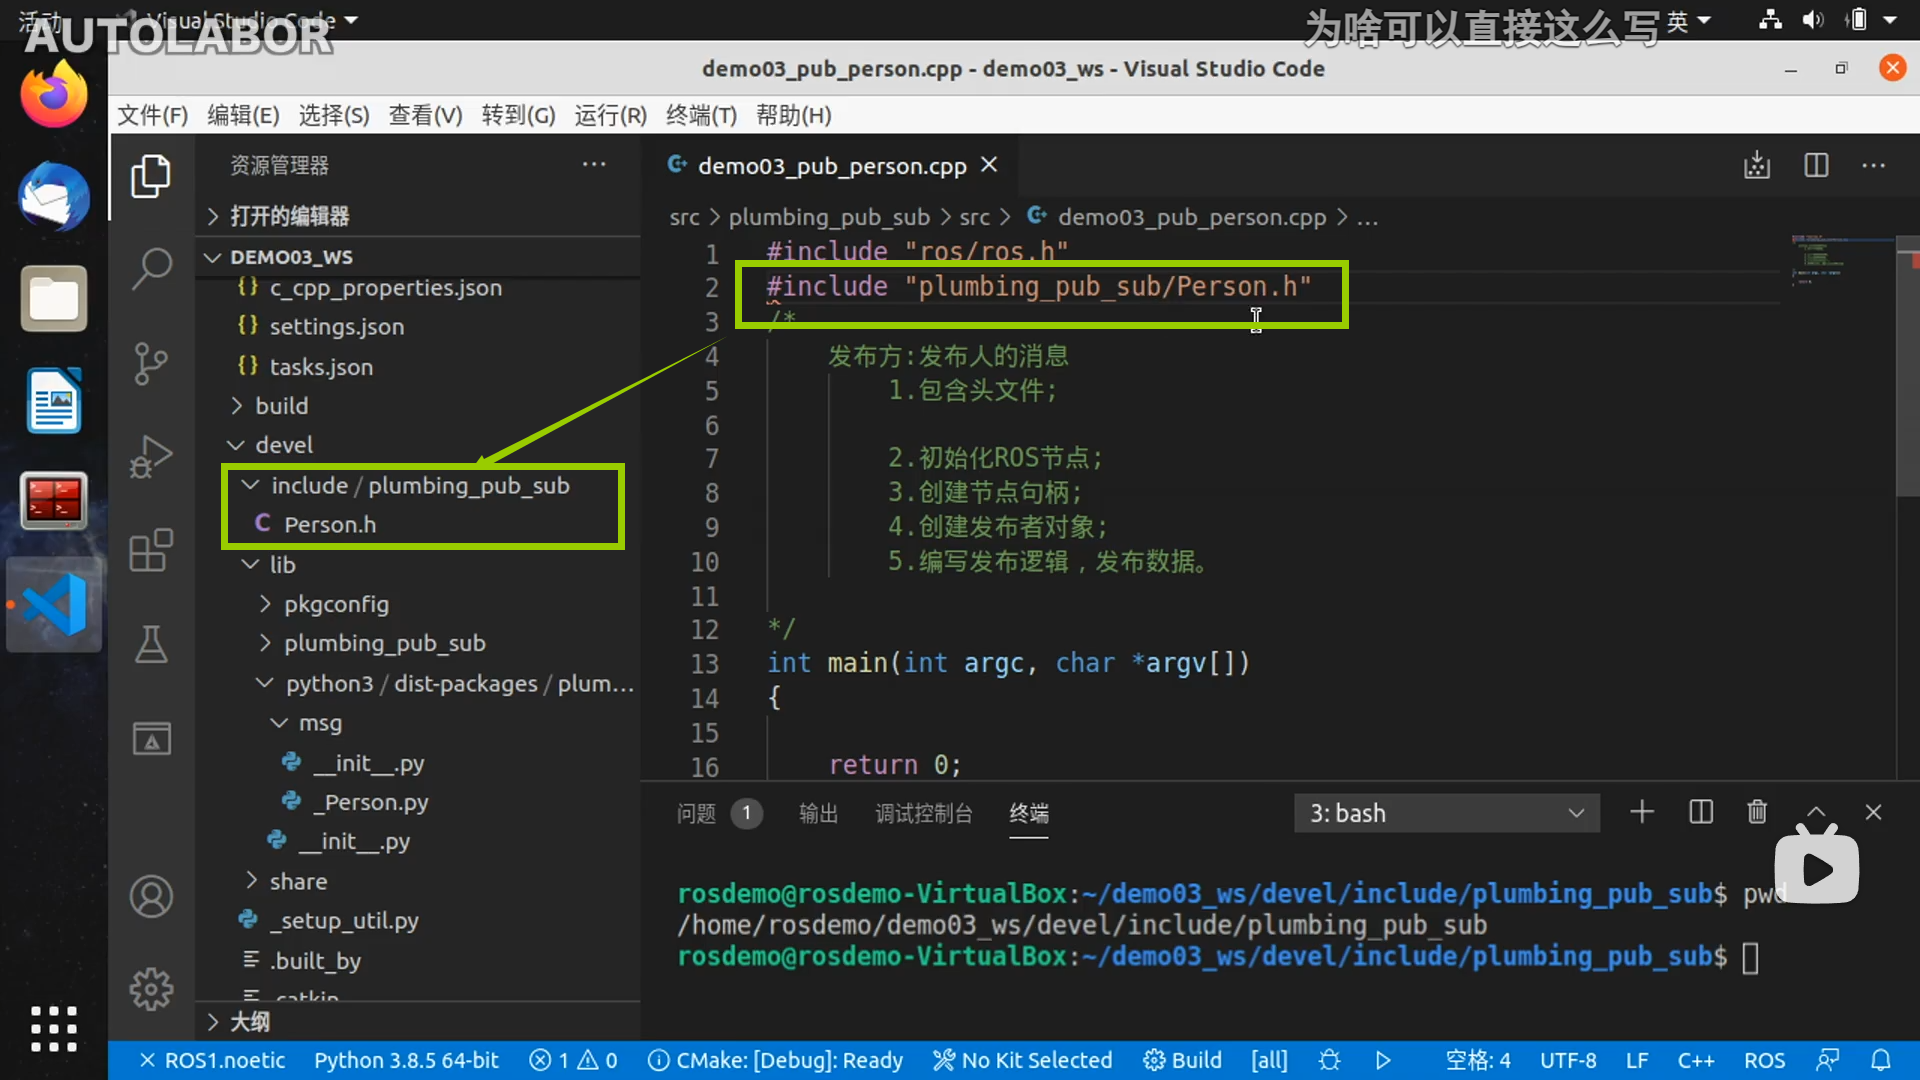 活动
Visual Studio Code
AUTOLABOR
为啥可以直接这么写
英
demo03_pub_person.cpp - demo03_ws - Visual Studio Code
文件(F) 编辑(E) 选择(S) 查看(V) 转到(G) 运行(R) 终端(T) 帮助(H)
资源管理器
打开的编辑器
DEMO03_WS
c_cpp_properties.json
settings.json
tasks.json
build
devel
include / plumbing_pub_sub
Person.h
lib
pkgconfig
plumbing_pub_sub
python3 / dist-packages / plum...
msg
__init__.py
_Person.py
__init__.py
share
_setup_util.py
.built_by
.catkin
大纲
demo03_pub_person.cpp
src > plumbing_pub_sub > src > demo03_pub_person.cpp > ...
1 #include "ros/ros.h"
2 #include "plumbing_pub_sub/Person.h"
3 /*
4 发布方:发布人的消息
5 1.包含头文件;
6
7 2.初始化ROS节点;
8 3.创建节点句柄;
9 4.创建发布者对象;
10 5.编写发布逻辑，发布数据。
11
12 */
13 int main(int argc, char *argv[])
14 {
15
16 return 0;
问题 1 输出 调试控制台 终端
3: bash
rosdemo@rosdemo-VirtualBox:~/demo03_ws/devel/include/plumbing_pub_sub$ pwd
/home/rosdemo/demo03_ws/devel/include/plumbing_pub_sub
rosdemo@rosdemo-VirtualBox:~/demo03_ws/devel/include/plumbing_pub_sub$
ROS1.noetic Python 3.8.5 64-bit 1 0 CMake: [Debug]: Ready No Kit Selected Build [all] 空格: 4 UTF-8 LF C++ ROS